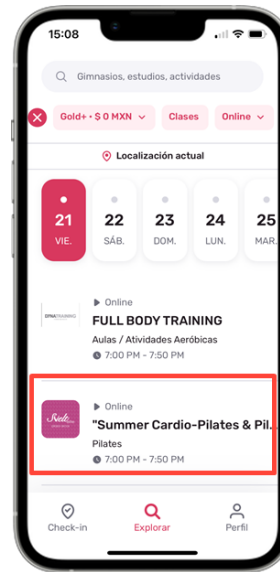 15:08
Gimnasios, estudios, actividades
Gold+ • $ 0 MXN
Clases
Online
Localización actual
21 22 23 24 25
VIE. SÁB. DOM. LUN. MAR.
Online
FULL BODY TRAINING
Aulas / Atividades Aeróbicas
7:00 PM - 7:50 PM
Online
"Summer Cardio-Pilates & Pil...
Pilates
7:00 PM - 7:50 PM
Check-in
Explorar
Perfil